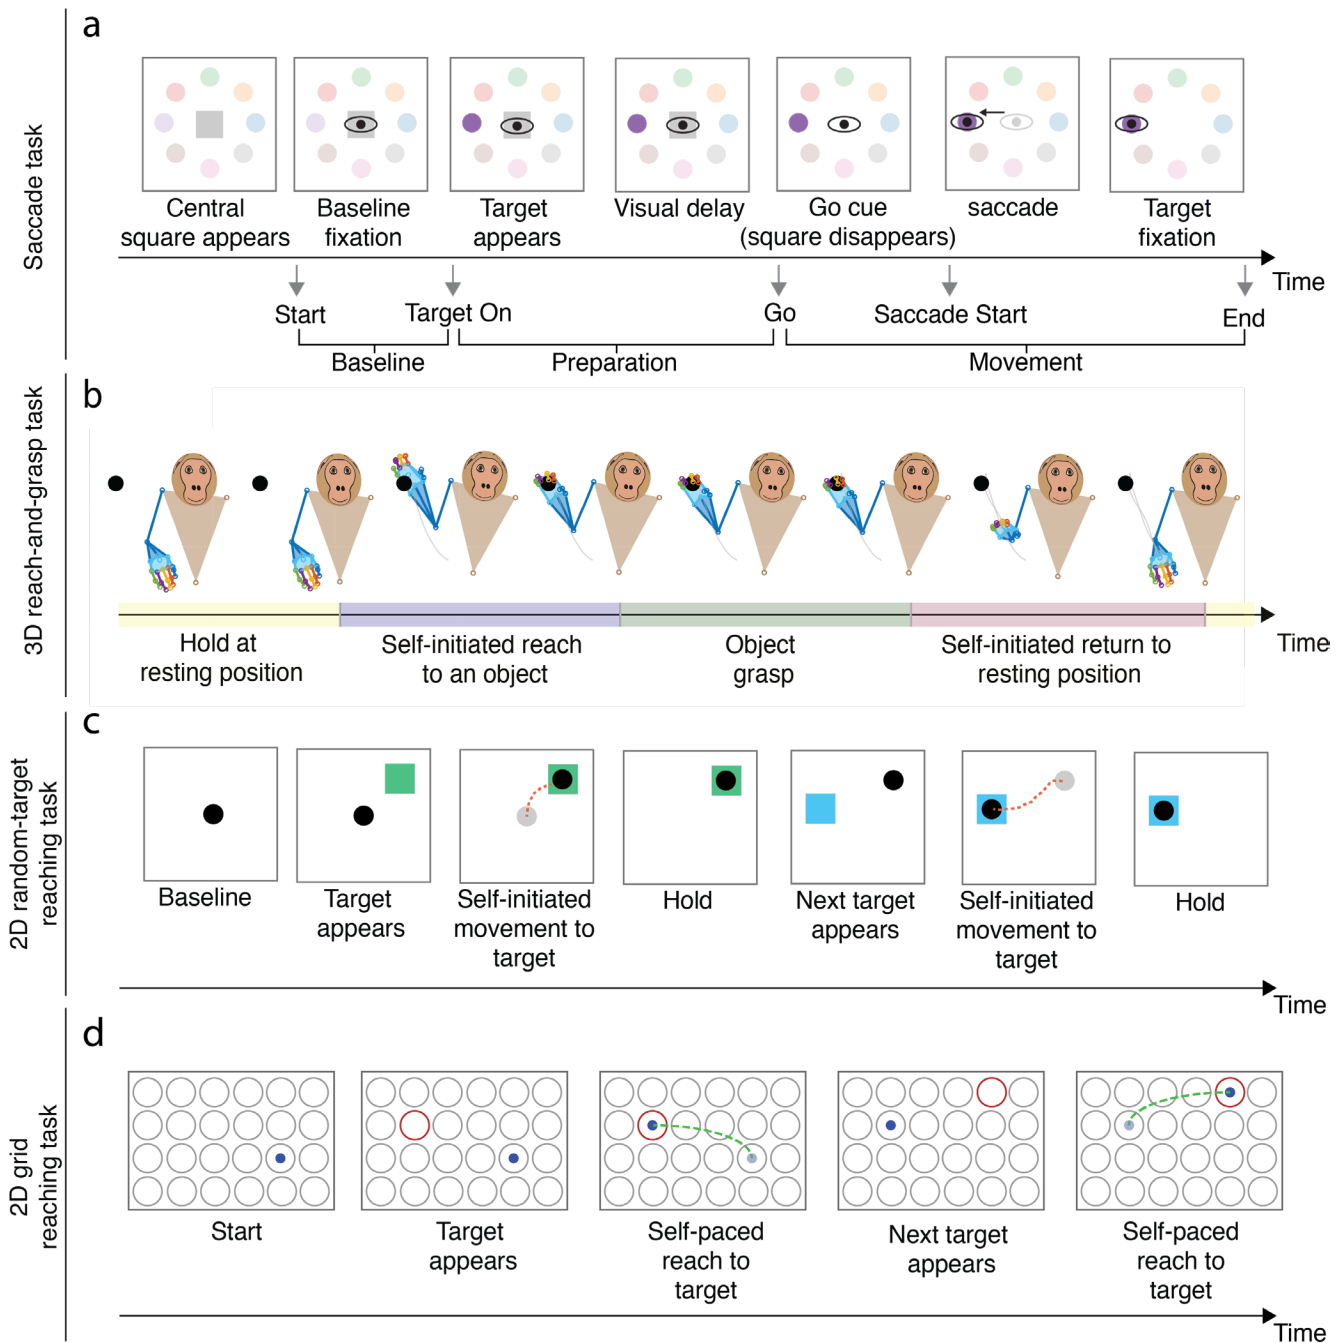 a
Saccade task
Central
square appears
Baseline
fixation
Target
appears
Visual delay
Go cue
(square disappears)
saccade
Target
fixation
Time
Start
Target On
Go
Saccade Start
End
Baseline
Preparation
Movement
b
3D reach-and-grasp task
Hold at
resting position
Self-initiated reach
to an object
Object
grasp
Self-initiated return to
resting position
Time
c
2D random-target
reaching task
Baseline
Target
appears
Self-initiated
movement to
target
Hold
Next target
appears
Self-initiated
movement to
target
Hold
Time
d
2D grid
reaching task
Start
Target
appears
Self-paced
reach to
target
Next target
appears
Self-paced
reach to
target
Time